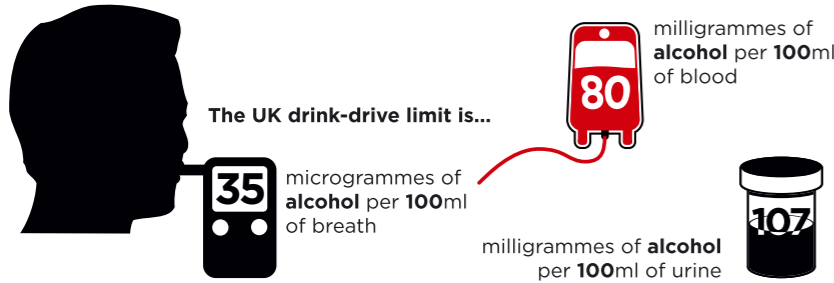 The UK drink-drive limit is...
35
microgrammes of
alcohol per 100ml
of breath
80
milligrammes of
alcohol per 100ml
of blood
107
milligrammes of alcohol
per 100ml of urine